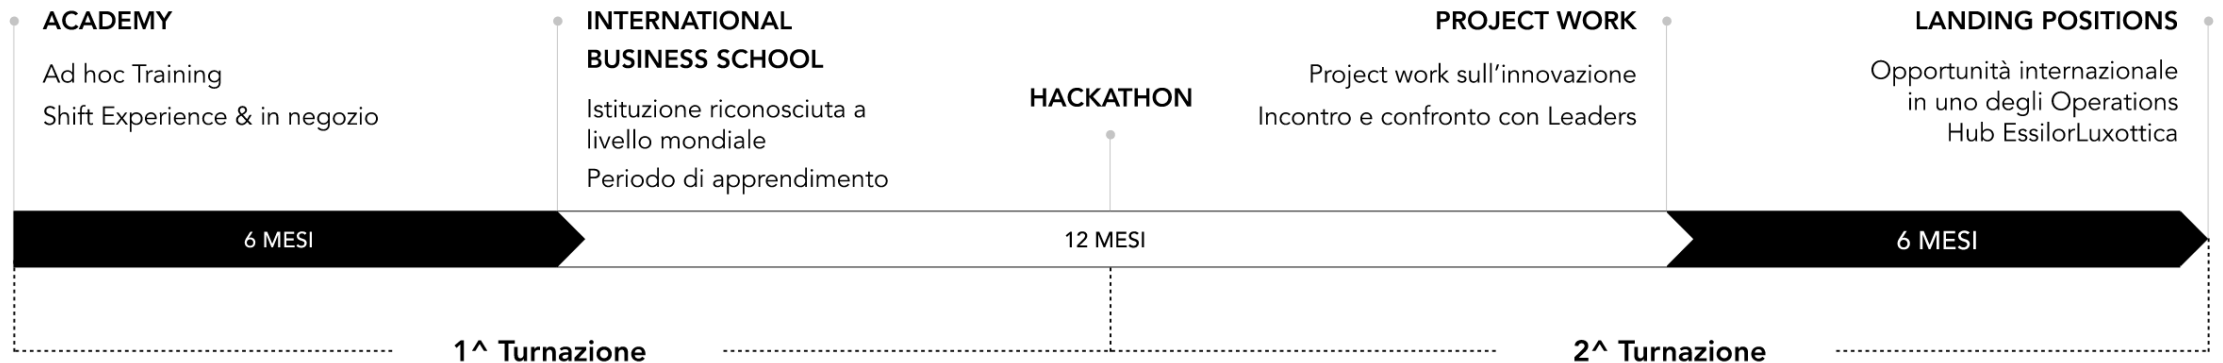 ACADEMY
Ad hoc Training
Shift Experience & in negozio
INTERNATIONAL
BUSINESS SCHOOL
Istituzione riconosciuta a
livello mondiale
Periodo di apprendimento
HACKATHON
PROJECT WORK
Project work sull'innovazione
Incontro e confronto con Leaders
LANDING POSITIONS
Opportunità internazionale
in uno degli Operations
Hub EssilorLuxottica
6 MESI
12 MESI
6 MESI
1^ Turnazione
2^ Turnazione